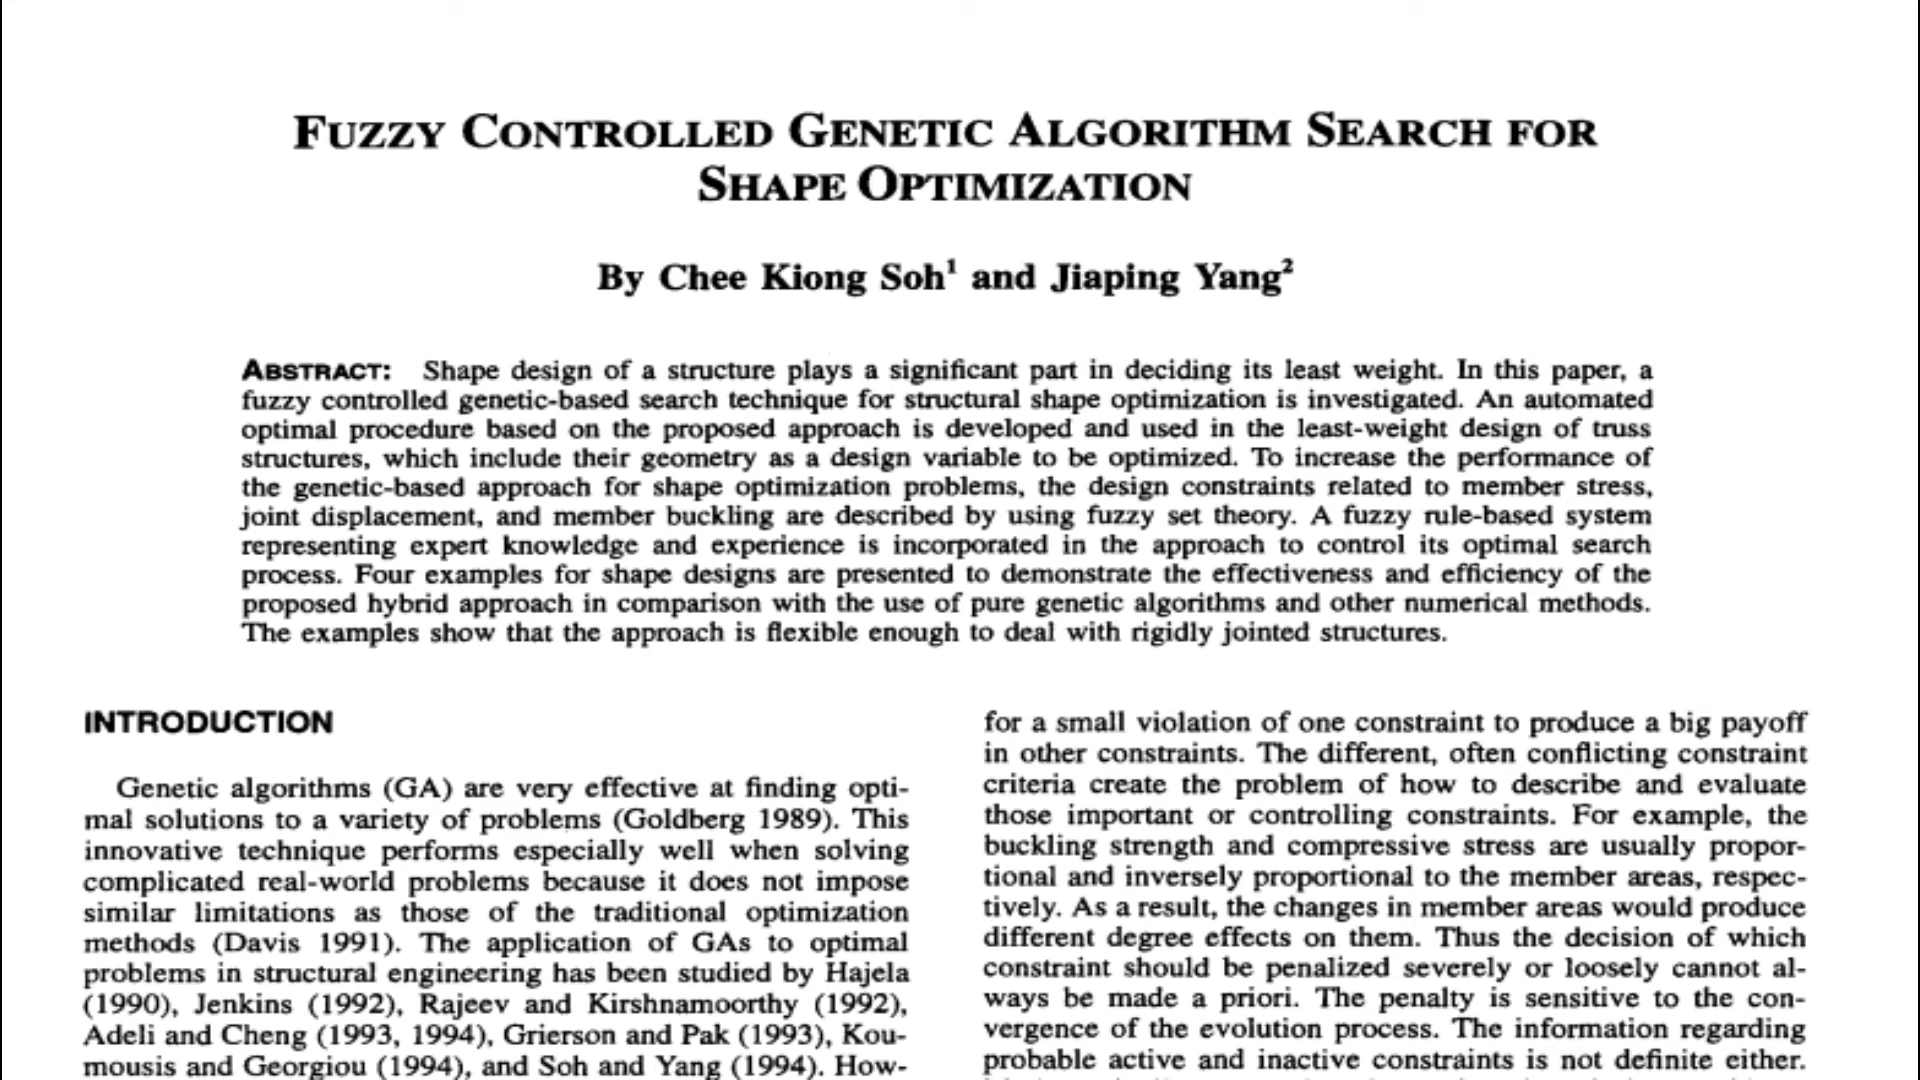 FUZZY CONTROLLED GENETIC ALGORITHM SEARCH FOR
SHAPE OPTIMIZATION
By Chee Kiong Soh¹ and Jiaping Yang²
ABSTRACT: Shape design of a structure plays a significant part in deciding its least weight. In this paper, a
fuzzy controlled genetic-based search technique for structural shape optimization is investigated. An automated
optimal procedure based on the proposed approach is developed and used in the least-weight design of truss
structures, which include their geometry as a design variable to be optimized. To increase the performance of
the genetic-based approach for shape optimization problems, the design constraints related to member stress,
joint displacement, and member buckling are described by using fuzzy set theory. A fuzzy rule-based system
representing expert knowledge and experience is incorporated in the approach to control its optimal search
process. Four examples for shape designs are presented to demonstrate the effectiveness and efficiency of the
proposed hybrid approach in comparison with the use of pure genetic algorithms and other numerical methods.
The examples show that the approach is flexible enough to deal with rigidly jointed structures.
INTRODUCTION
Genetic algorithms (GA) are very effective at finding opti-
mal solutions to a variety of problems (Goldberg 1989). This
innovative technique performs especially well when solving
complicated real-world problems because it does not impose
similar limitations as those of the traditional optimization
methods (Davis 1991). The application of GAs to optimal
problems in structural engineering has been studied by Hajela
(1990), Jenkins (1992), Rajeev and Kirshnamoorthy (1992),
Adeli and Cheng (1993, 1994), Grierson and Pak (1993), Kou-
mousis and Georgiou (1994), and Soh and Yang (1994). How-
for a small violation of one constraint to produce a big payoff
in other constraints. The different, often conflicting constraint
criteria create the problem of how to describe and evaluate
those important or controlling constraints. For example, the
buckling strength and compressive stress are usually propor-
tional and inversely proportional to the member areas, respec-
tively. As a result, the changes in member areas would produce
different degree effects on them. Thus the decision of which
constraint should be penalized severely or loosely cannot al-
ways be made a priori. The penalty is sensitive to the con-
vergence of the evolution process. The information regarding
probable active and inactive constraints is not definite either.